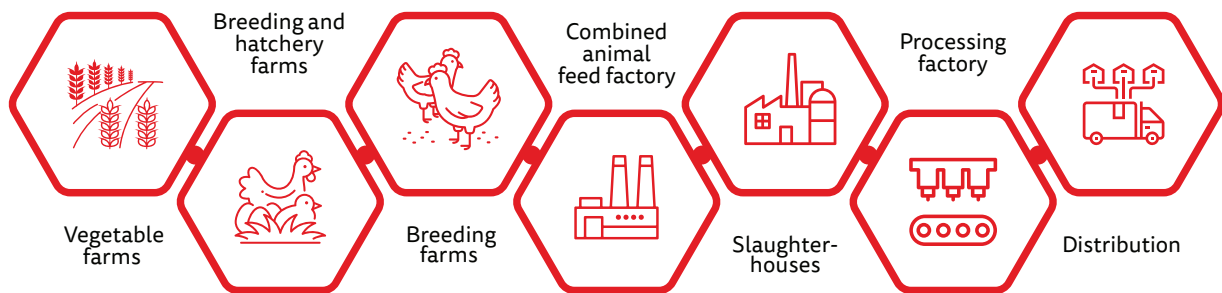 Vegetable
farms
Breeding and
hatchery
farms
Breeding
farms
Combined
animal
feed factory
Slaughter-
houses
Processing
factory
Distribution